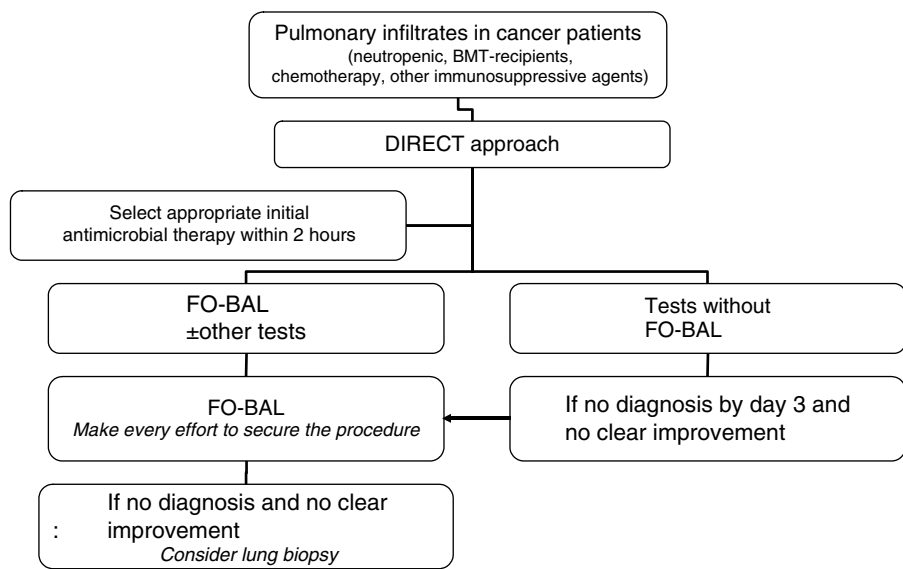 Pulmonary infiltrates in cancer patients
(neutropenic, BMT-recipients,
chemotherapy, other immunosuppressive agents)
DIRECT approach
Select appropriate initial
antimicrobial therapy within 2 hours
FO-BAL
±other tests
Tests without
FO-BAL
FO-BAL
Make every effort to secure the procedure
If no diagnosis by day 3 and
no clear improvement
If no diagnosis and no clear
: improvement
Consider lung biopsy